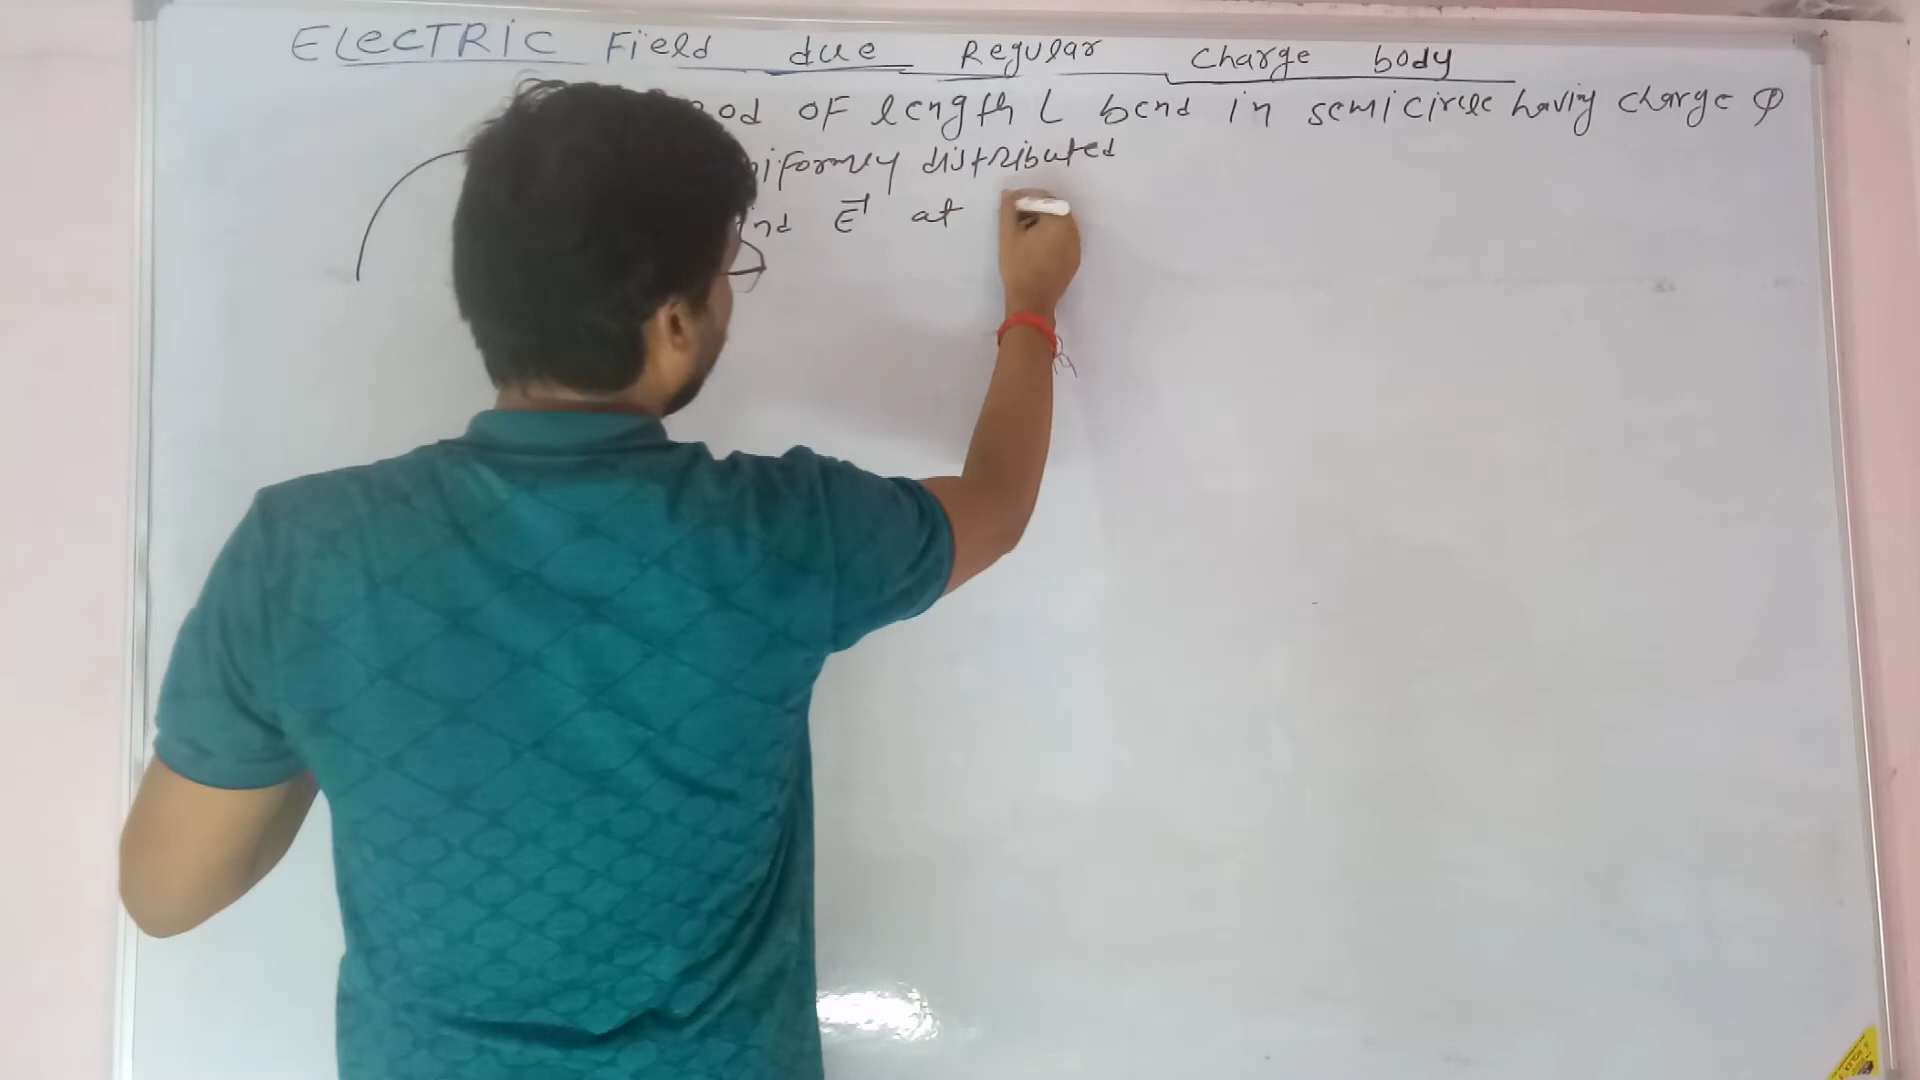 ELECTRIC Field due Regular Charge body
od OF length L bend in semicircle having charge Q
iformly distributed
nd E⃗ at